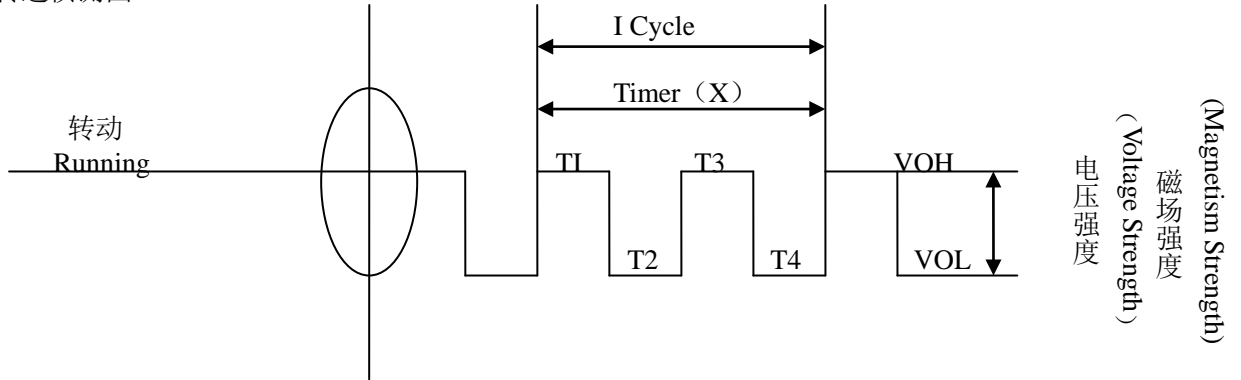 I Cycle
Timer（X）
转动
Running
TI
T3
VOH
T2
T4
VOL
电压强度
（Voltage Strength）
磁场强度
(Magnetism Strength)